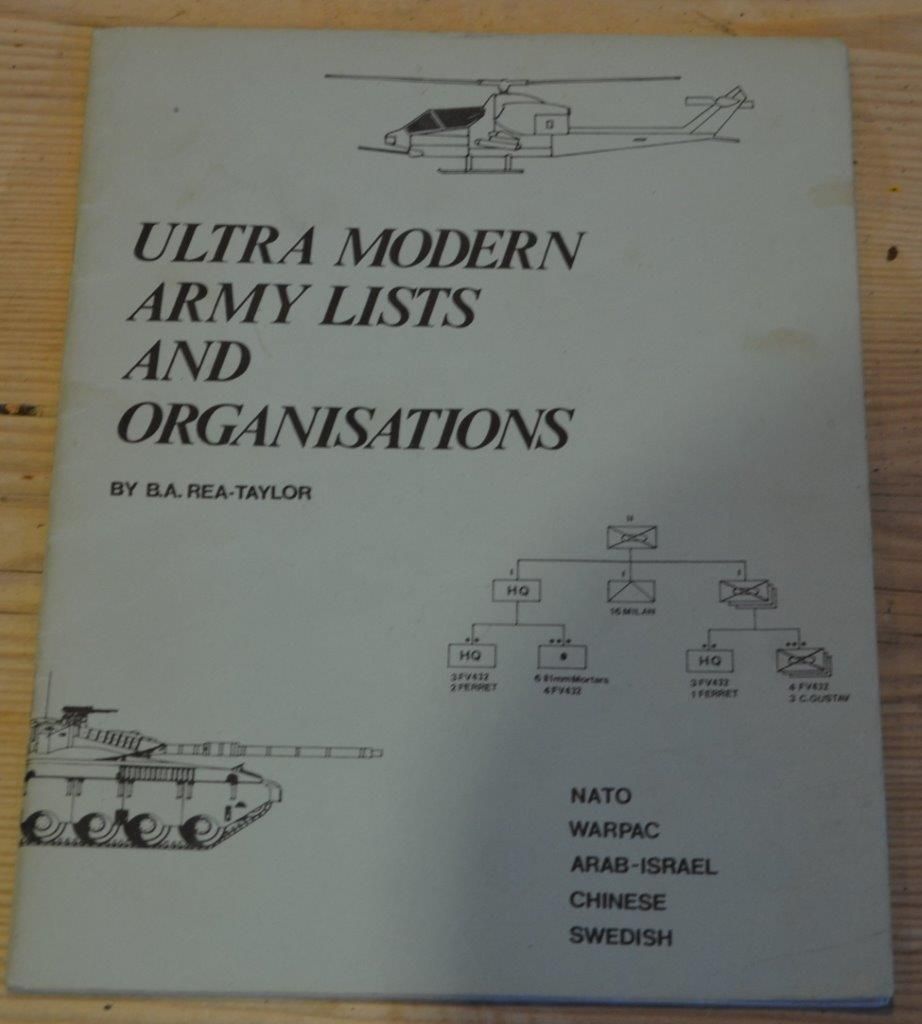 ULTRA MODERN
ARMY LISTS
AND
ORGANISATIONS
BY B.A. REA-TAYLOR
II
I
I
I
HQ
16 MILAN
HQ
3 FV432
2 FERRET
6 81mm Mortars
4 FV432
HQ
3 FV432
1 FERRET
4 FV432
3 C.GUSTAV
NATO
WARPAC
ARAB-ISRAEL
CHINESE
SWEDISH